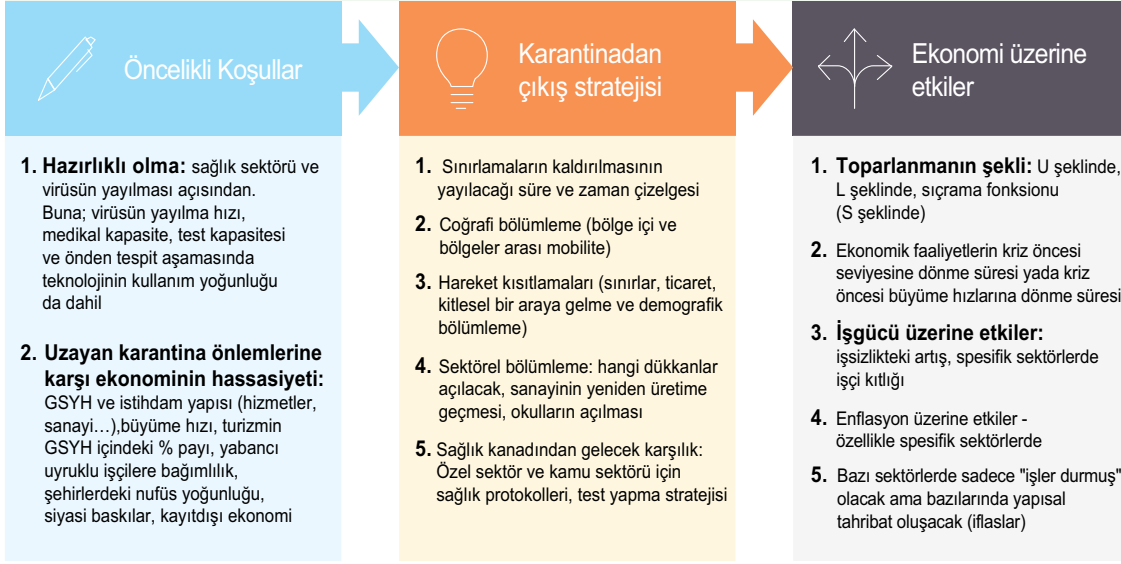 Öncelikli Koşullar
1. Hazırlıklı olma: sağlık sektörü ve
virüsün yayılması açısından.
Buna; virüsün yayılma hızı,
medikal kapasite, test kapasitesi
ve önden tespit aşamasında
teknolojinin kullanım yoğunluğu
da dahil
2. Uzayan karantina önlemlerine
karşı ekonominin hassasiyeti:
GSYH ve istihdam yapısı (hizmetler,
sanayi…),büyüme hızı, turizmin
GSYH içindeki % payı, yabancı
uyruklu işçilere bağımlılık,
şehirlerdeki nufüs yoğunluğu,
siyasi baskılar, kayıtdışı ekonomi
Karantinadan
çıkış stratejisi
1. Sınırlamaların kaldırılmasının
yayılacağı süre ve zaman çizelgesi
2. Coğrafi bölümleme (bölge içi ve
bölgeler arası mobilite)
3. Hareket kısıtlamaları (sınırlar, ticaret,
kitlesel bir araya gelme ve demografik
bölümleme)
4. Sektörel bölümleme: hangi dükkanlar
açılacak, sanayinin yeniden üretime
geçmesi, okulların açılması
5. Sağlık kanadından gelecek karşılık:
Özel sektör ve kamu sektörü için
sağlık protokolleri, test yapma stratejisi
Ekonomi üzerine
etkiler
1. Toparlanmanın şekli: U şeklinde,
L şeklinde, sıçrama fonksionu
(S şeklinde)
2. Ekonomik faaliyetlerin kriz öncesi
seviyesine dönme süresi yada kriz
öncesi büyüme hızlarına dönme süresi
3. İşgücü üzerine etkiler:
işsizlikteki artış, spesifik sektörlerde
işçi kıtlığı
4. Enflasyon üzerine etkiler -
özellikle spesifik sektörlerde
5. Bazı sektörlerde sadece "işler durmuş"
olacak ama bazılarında yapısal
tahribat oluşacak (iflaslar)